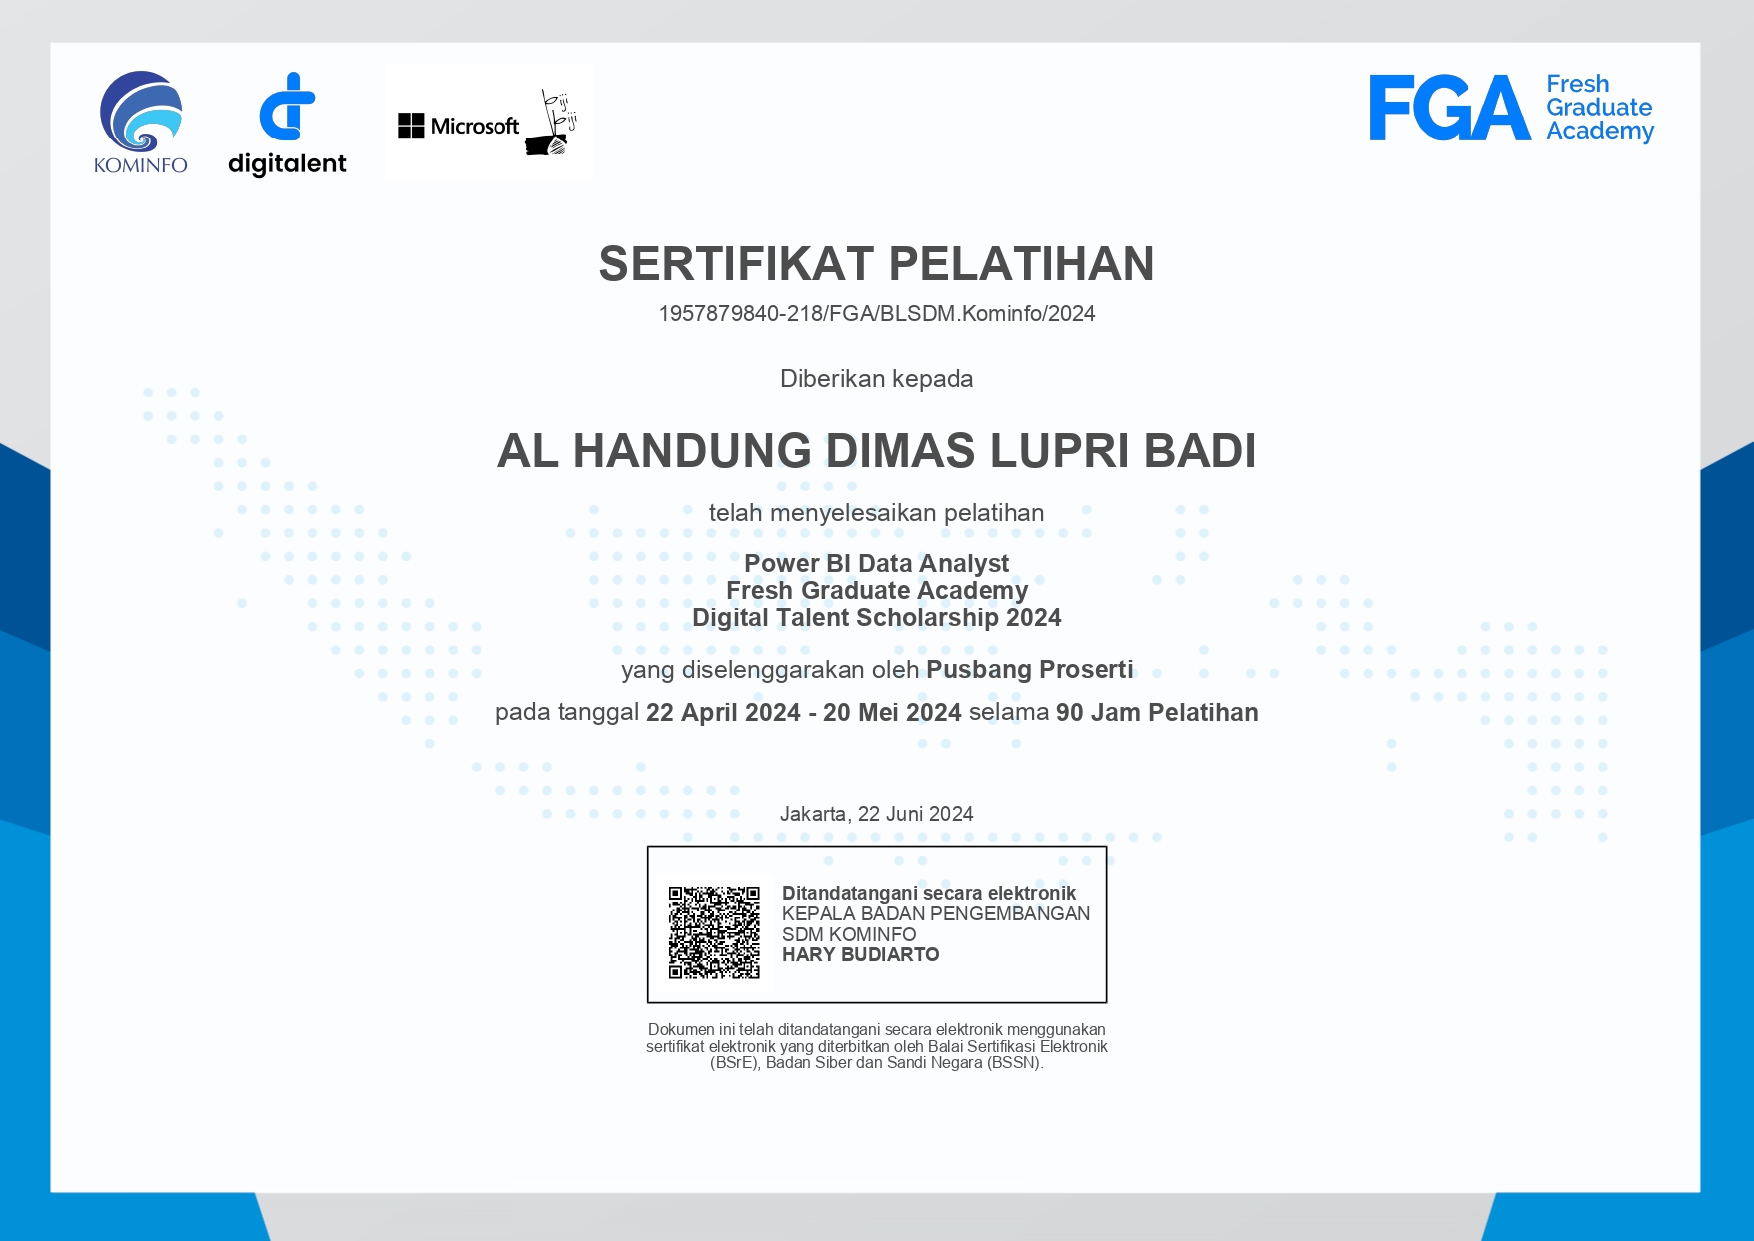 KOMINFO
digitalent
Microsoft
biji
biji
FGA
Fresh
Graduate
Academy
SERTIFIKAT PELATIHAN
1957879840-218/FGA/BLSDM.Kominfo/2024
Diberikan kepada
AL HANDUNG DIMAS LUPRI BADI
telah menyelesaikan pelatihan
Power BI Data Analyst
Fresh Graduate Academy
Digital Talent Scholarship 2024
yang diselenggarakan oleh Pusbang Proserti
pada tanggal 22 April 2024 - 20 Mei 2024 selama 90 Jam Pelatihan
Jakarta, 22 Juni 2024
Ditandatangani secara elektronik
KEPALA BADAN PENGEMBANGAN
SDM KOMINFO
HARY BUDIARTO
Dokumen ini telah ditandatangani secara elektronik menggunakan
sertifikat elektronik yang diterbitkan oleh Balai Sertifikasi Elektronik
(BSrE), Badan Siber dan Sandi Negara (BSSN).